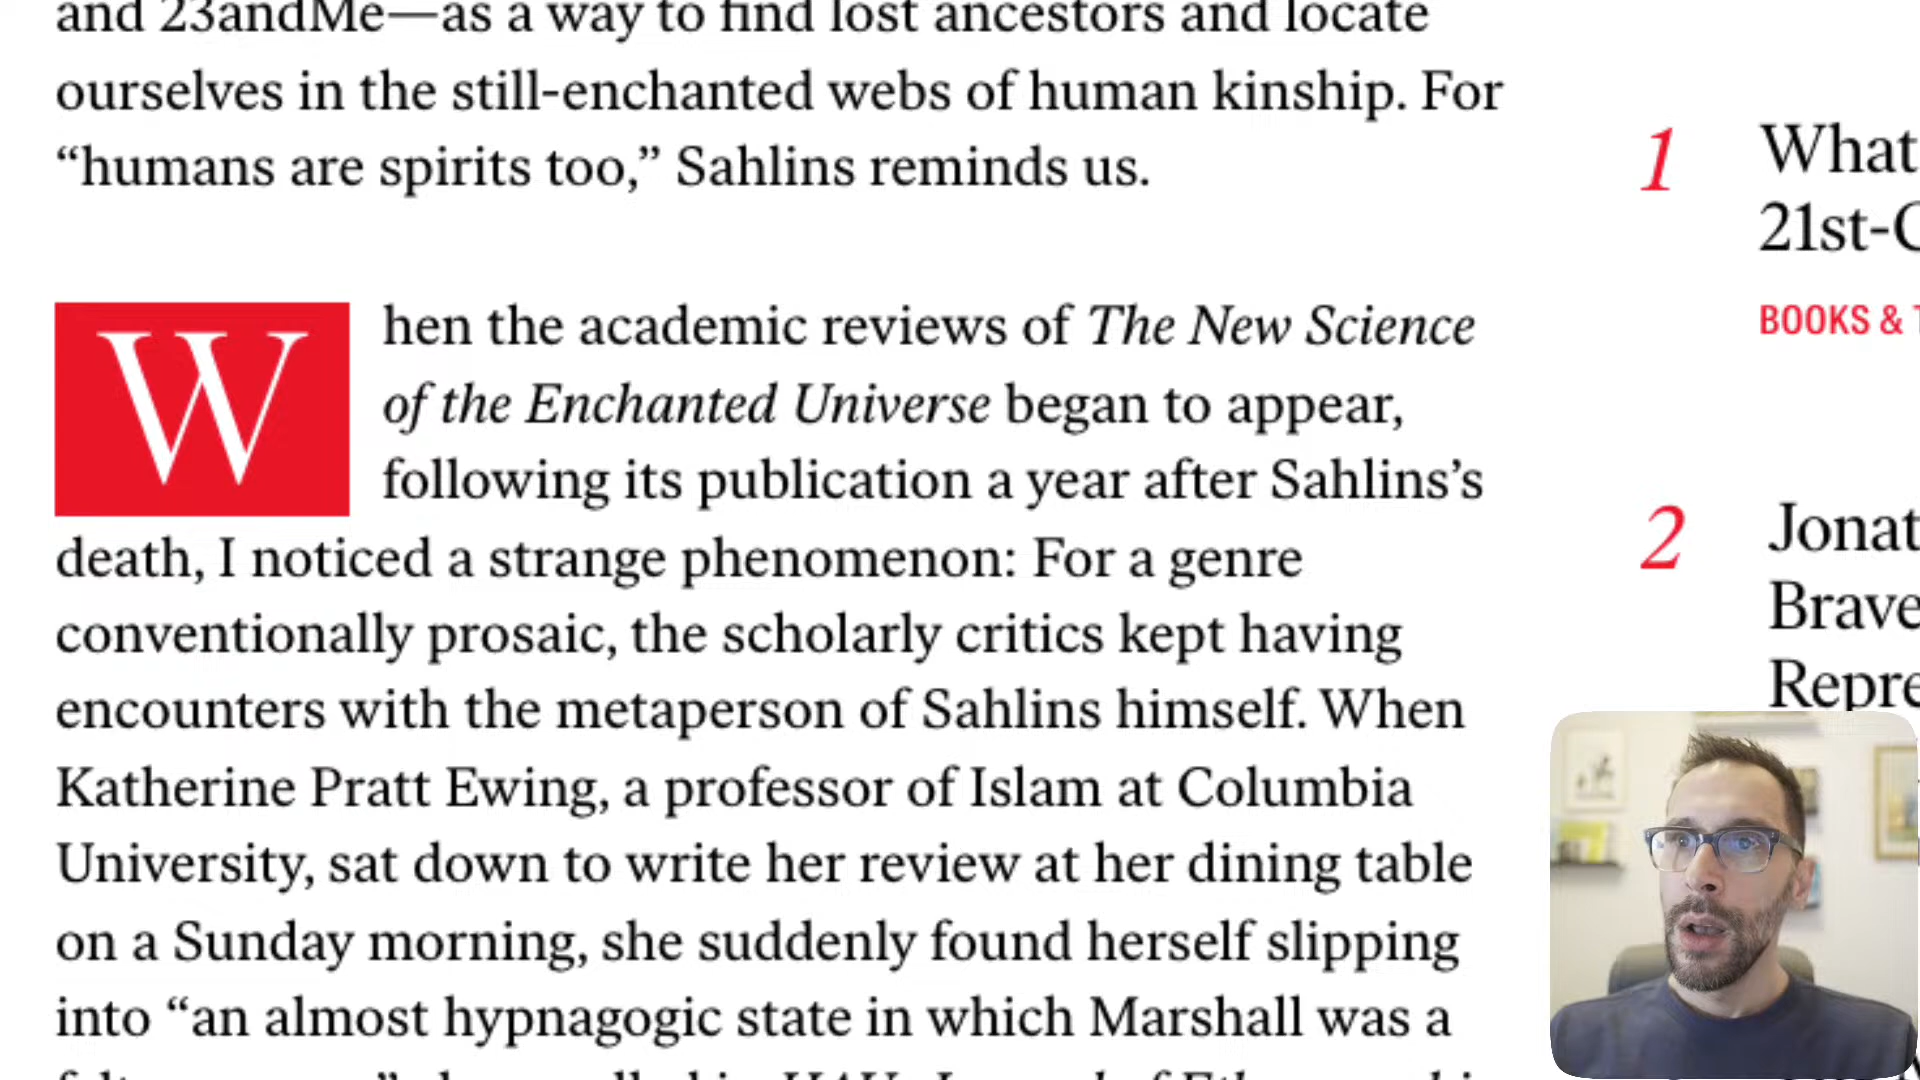 and 23andMe—as a way to find lost ancestors and locate
ourselves in the still-enchanted webs of human kinship. For
“humans are spirits too,” Sahlins reminds us.
When the academic reviews of The New Science
of the Enchanted Universe began to appear,
following its publication a year after Sahlins’s
death, I noticed a strange phenomenon: For a genre
conventionally prosaic, the scholarly critics kept having
encounters with the metaperson of Sahlins himself. When
Katherine Pratt Ewing, a professor of Islam at Columbia
University, sat down to write her review at her dining table
on a Sunday morning, she suddenly found herself slipping
into “an almost hypnagogic state in which Marshall was a
1 What
21st-C
BOOKS &
2 Jonat
Brave
Repre